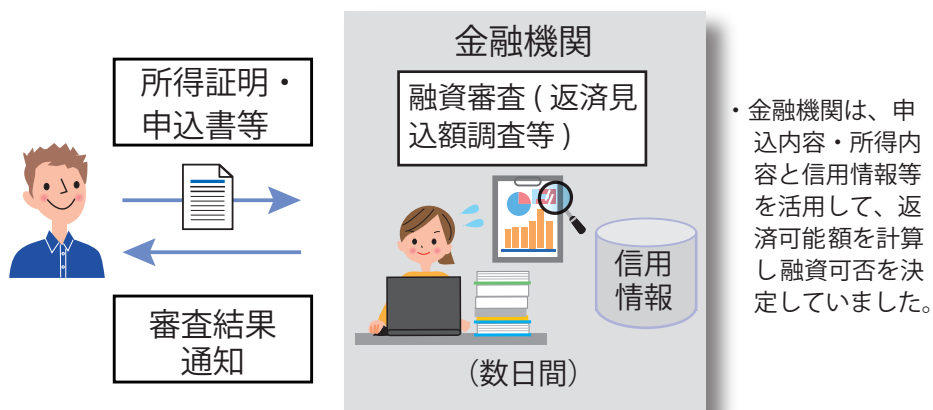 金融機関
所得証明・
申込書等
融資審査 ( 返済見
込額調査等 )
信用
情報
審査結果
通知
（数日間）
・金融機関は、申
込内容・所得内
容と信用情報等
を活用して、返
済可能額を計算
し融資可否を決
定していました。